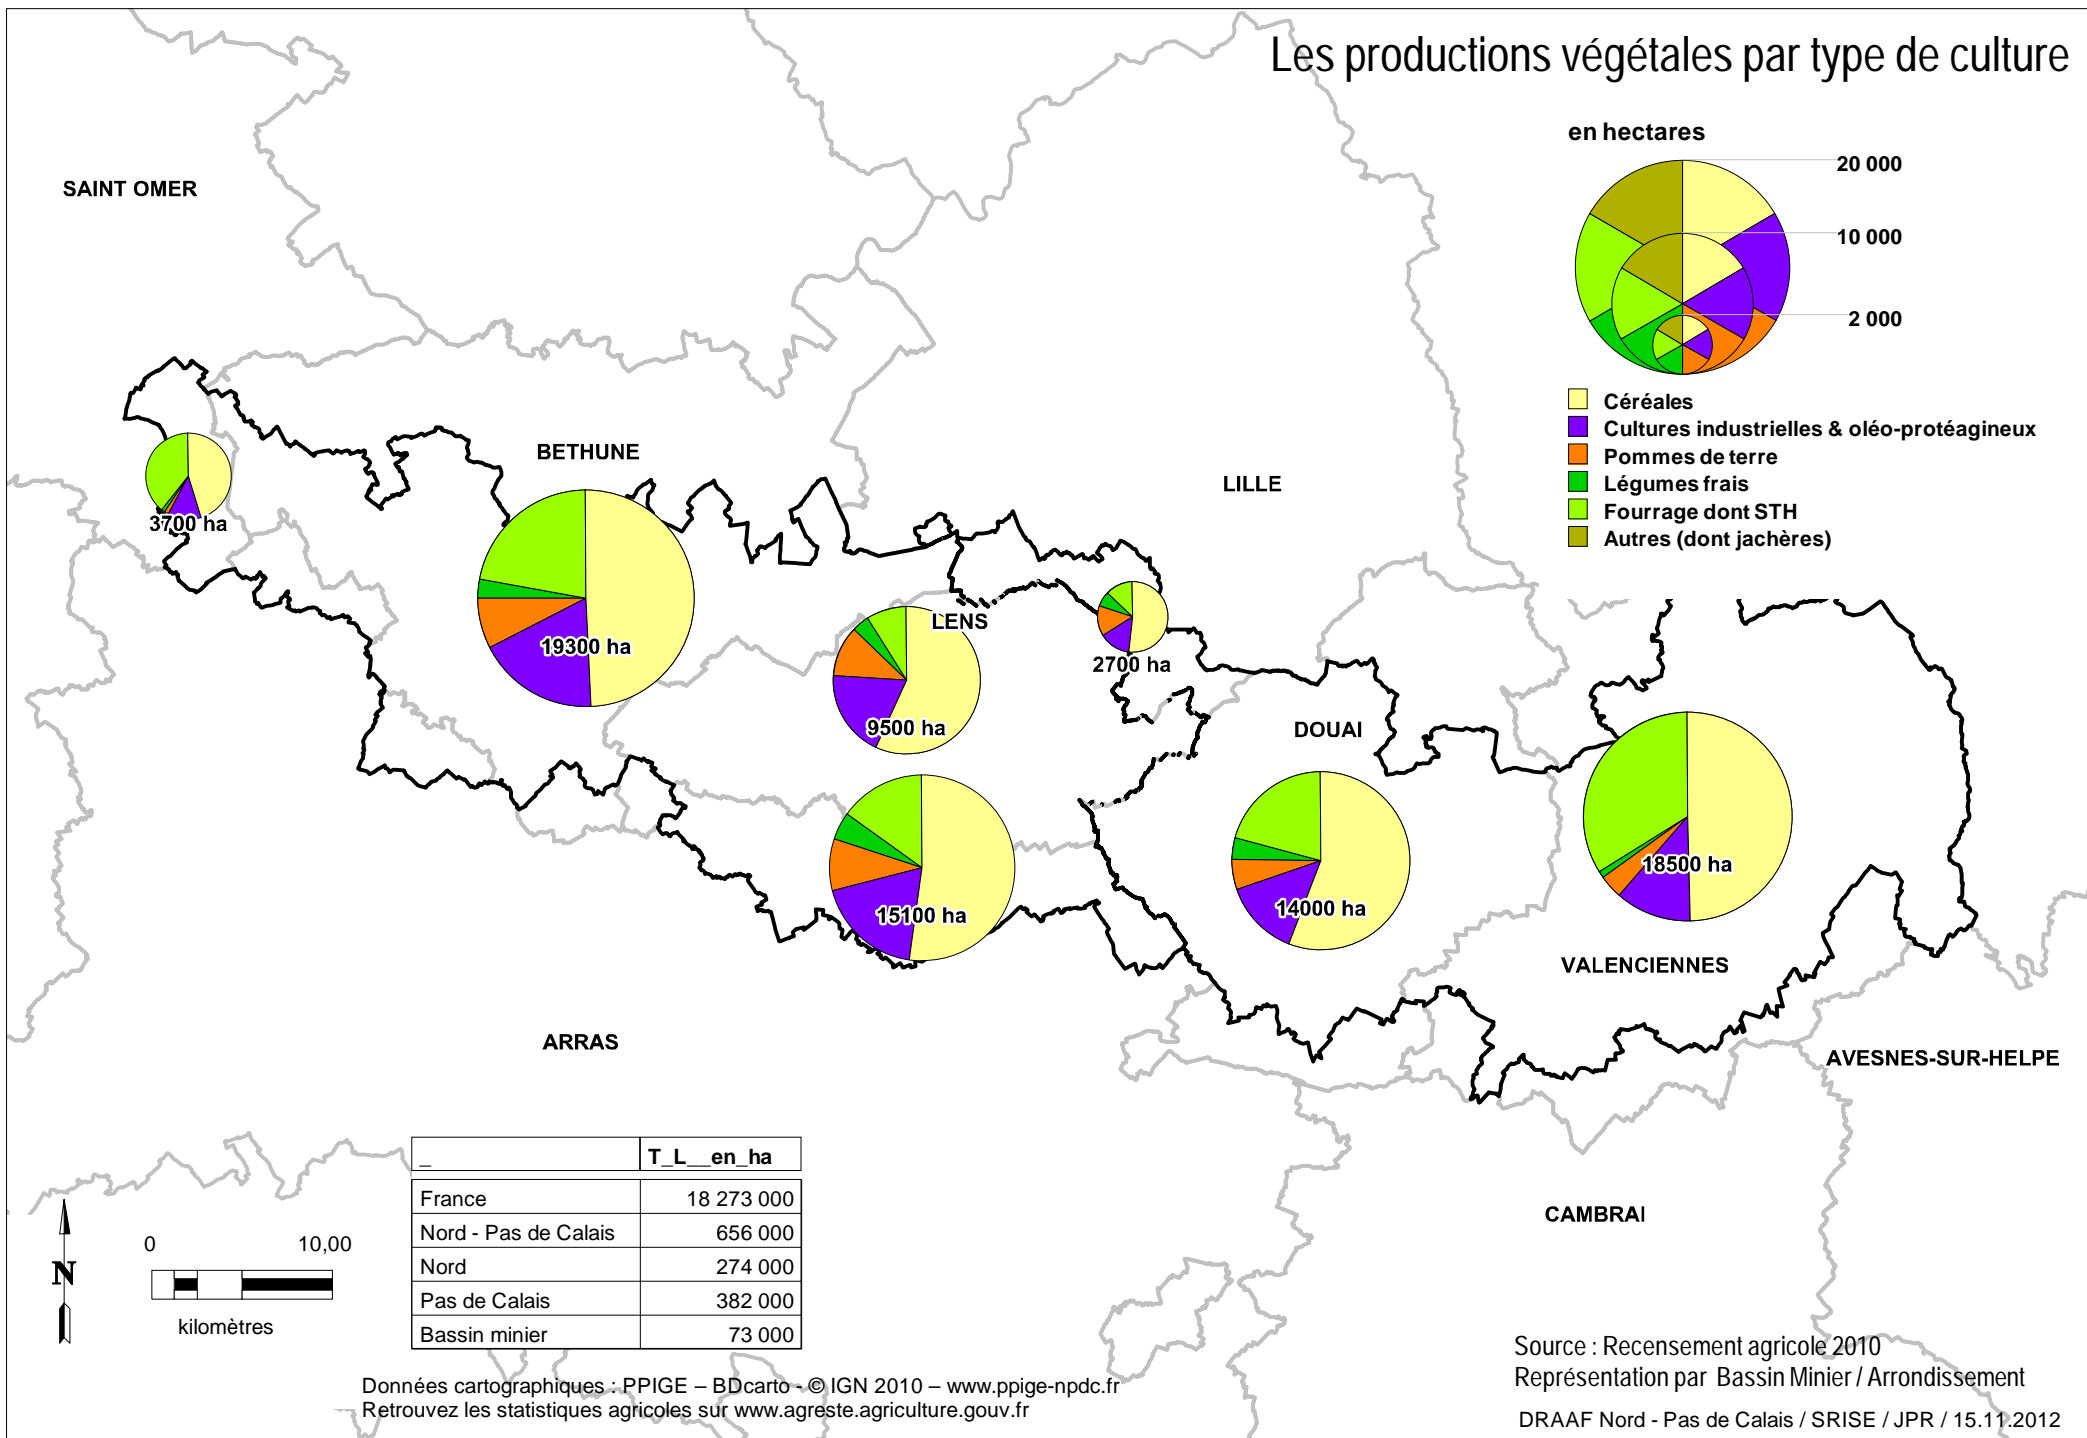 Les productions végétales par type de culture
en hectares
20 000
10 000
2 000
Céréales
Cultures industrielles & oléo-protéagineux
Pommes de terre
Légumes frais
Fourrage dont STH
Autres (dont jachères)
SAINT OMER
BETHUNE
LILLE
3700 ha
19300 ha
LENS
9500 ha
2700 ha
DOUAI
15100 ha
14000 ha
18500 ha
VALENCIENNES
ARRAS
AVESNES-SUR-HELPE
CAMBRAI
_ T_L__en_ha
France 18 273 000
Nord - Pas de Calais 656 000
Nord 274 000
Pas de Calais 382 000
Bassin minier 73 000
N
0 10,00
kilomètres
Données cartographiques : PPIGE – BDcarto - © IGN 2010 – www.ppige-npdc.fr
Retrouvez les statistiques agricoles sur www.agreste.agriculture.gouv.fr
Source : Recensement agricole 2010
Représentation par Bassin Minier / Arrondissement
DRAAF Nord - Pas de Calais / SRISE / JPR / 15.11.2012